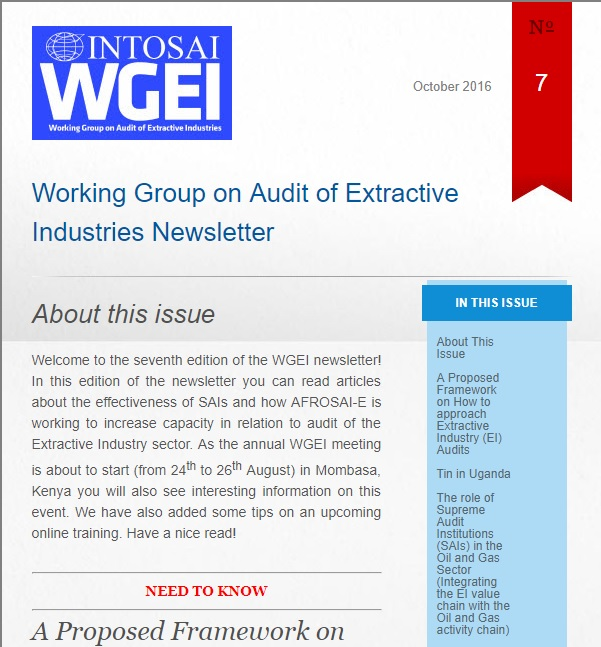 INTOSAI
WGEI
Working Group on Audit of Extractive Industries
October 2016
Nº
7
Working Group on Audit of Extractive
Industries Newsletter
About this issue
Welcome to the seventh edition of the WGEI newsletter!
In this edition of the newsletter you can read articles
about the effectiveness of SAIs and how AFROSAI-E is
working to increase capacity in relation to audit of the
Extractive Industry sector. As the annual WGEI meeting
is about to start (from 24th to 26th August) in Mombasa,
Kenya you will also see interesting information on this
event. We have also added some tips on an upcoming
online training. Have a nice read!
NEED TO KNOW
A Proposed Framework on
IN THIS ISSUE
About This
Issue
A Proposed
Framework
on How to
approach
Extractive
Industry (EI)
Audits
Tin in Uganda
The role of
Supreme
Audit
Institutions
(SAIs) in the
Oil and Gas
Sector
(Integrating
the EI value
chain with the
Oil and Gas
activity chain)